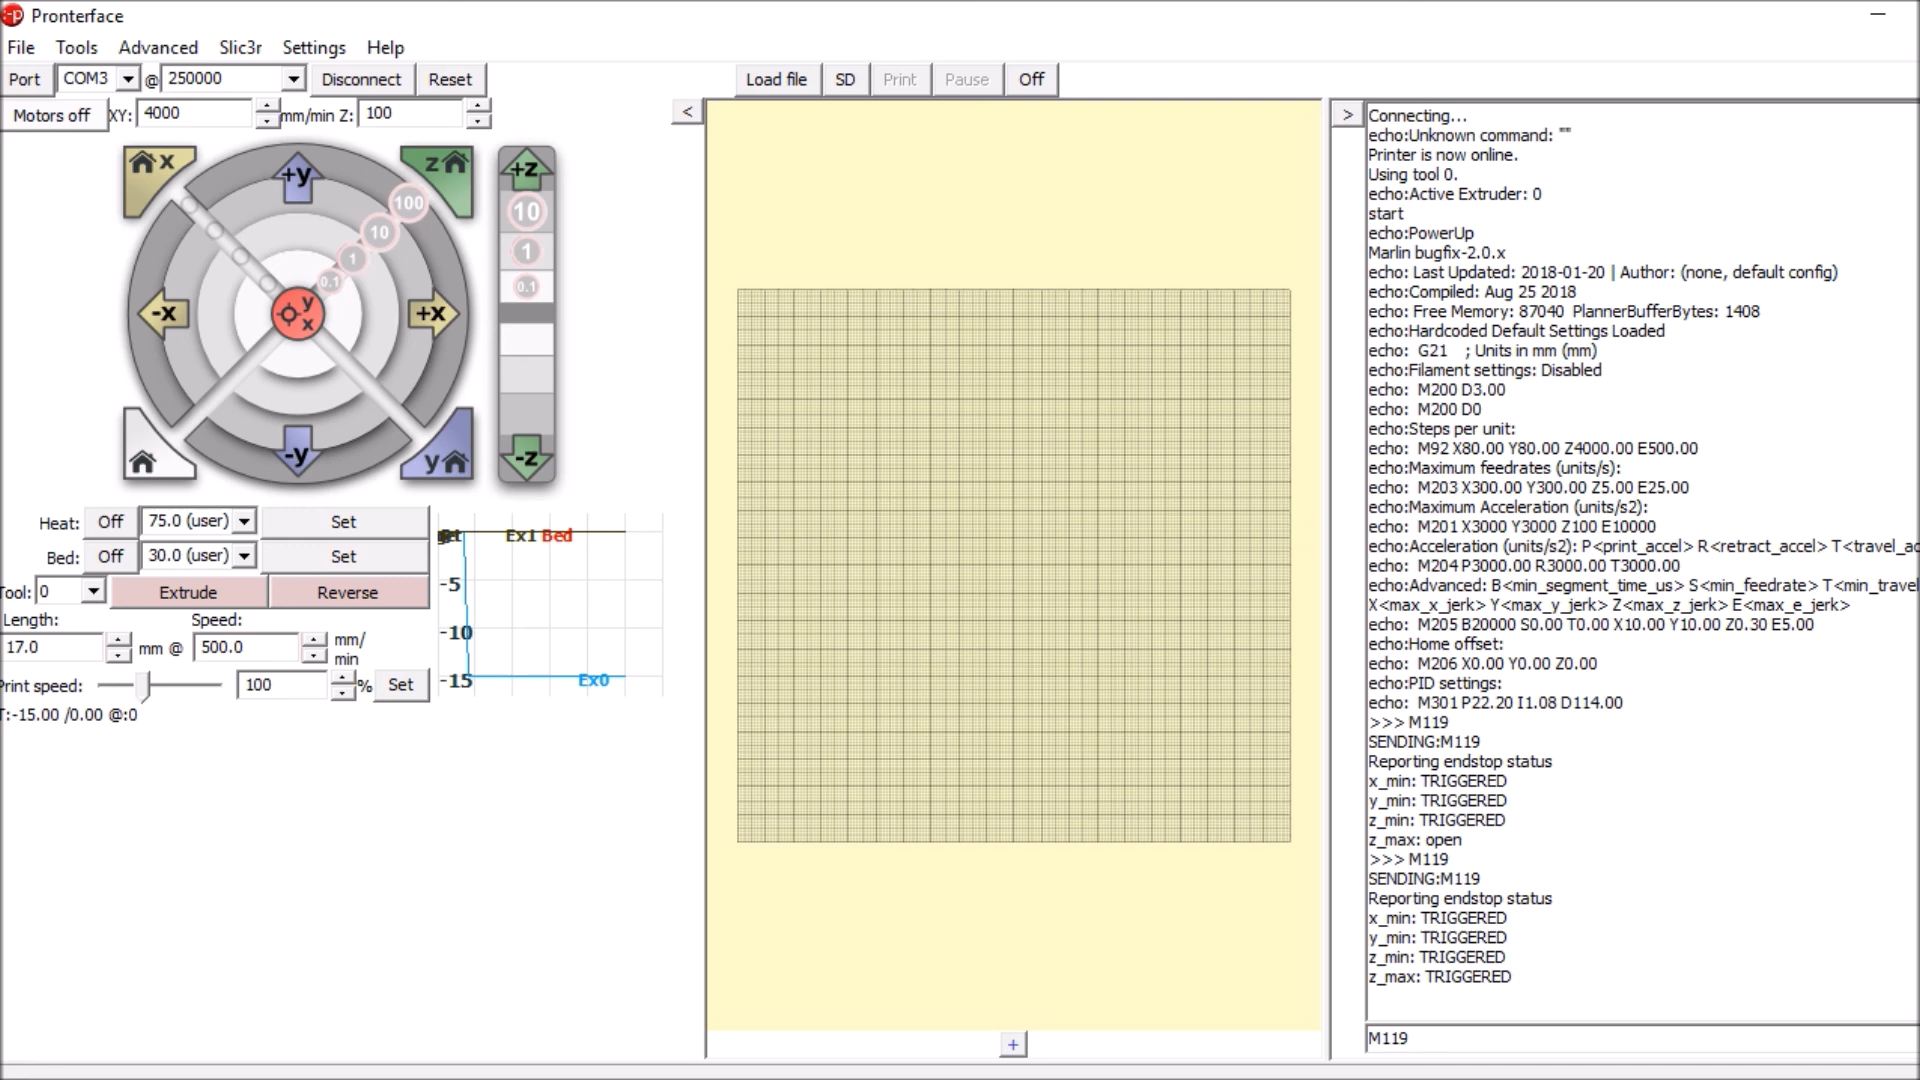 Pronterface
File Tools Advanced Slic3r Settings Help
Port COM3 @ 250000 Disconnect Reset Load file SD Print Pause Off
Motors off XY: 4000 mm/min Z: 100 < >
x +y z +z
100 10 1 0.1
10
1
0.1
-x y x +x
-y y -z
Heat: Off 75.0 (user) Set
Bed: Off 30.0 (user) Set
Tool: 0 Extrude Reverse
Length: Speed:
17.0 mm @ 500.0 mm/
min
Print speed: 100 % Set
T:-15.00 /0.00 @:0
Ex1 Bed
-5
-10
-15 Ex0
+
Connecting...
echo:Unknown command: ""
Printer is now online.
Using tool 0.
echo:Active Extruder: 0
start
echo:PowerUp
Marlin bugfix-2.0.x
echo: Last Updated: 2018-01-20 | Author: (none, default config)
echo:Compiled: Aug 25 2018
echo: Free Memory: 87040 PlannerBufferBytes: 1408
echo:Hardcoded Default Settings Loaded
echo: G21 ; Units in mm (mm)
echo:Filament settings: Disabled
echo: M200 D3.00
echo: M200 D0
echo:Steps per unit:
echo: M92 X80.00 Y80.00 Z4000.00 E500.00
echo:Maximum feedrates (units/s):
echo: M203 X300.00 Y300.00 Z5.00 E25.00
echo:Maximum Acceleration (units/s2):
echo: M201 X3000 Y3000 Z100 E10000
echo:Acceleration (units/s2): P<print_accel> R<retract_accel> T<travel_ac
echo: M204 P3000.00 R3000.00 T3000.00
echo:Advanced: B<min_segment_time_us> S<min_feedrate> T<min_travel
X<max_x_jerk> Y<max_y_jerk> Z<max_z_jerk> E<max_e_jerk>
echo: M205 B20000 S0.00 T0.00 X10.00 Y10.00 Z0.30 E5.00
echo:Home offset:
echo: M206 X0.00 Y0.00 Z0.00
echo:PID settings:
echo: M301 P22.20 I1.08 D114.00
>>> M119
SENDING:M119
Reporting endstop status
x_min: TRIGGERED
y_min: TRIGGERED
z_min: TRIGGERED
z_max: open
>>> M119
SENDING:M119
Reporting endstop status
x_min: TRIGGERED
y_min: TRIGGERED
z_min: TRIGGERED
z_max: TRIGGERED
M119